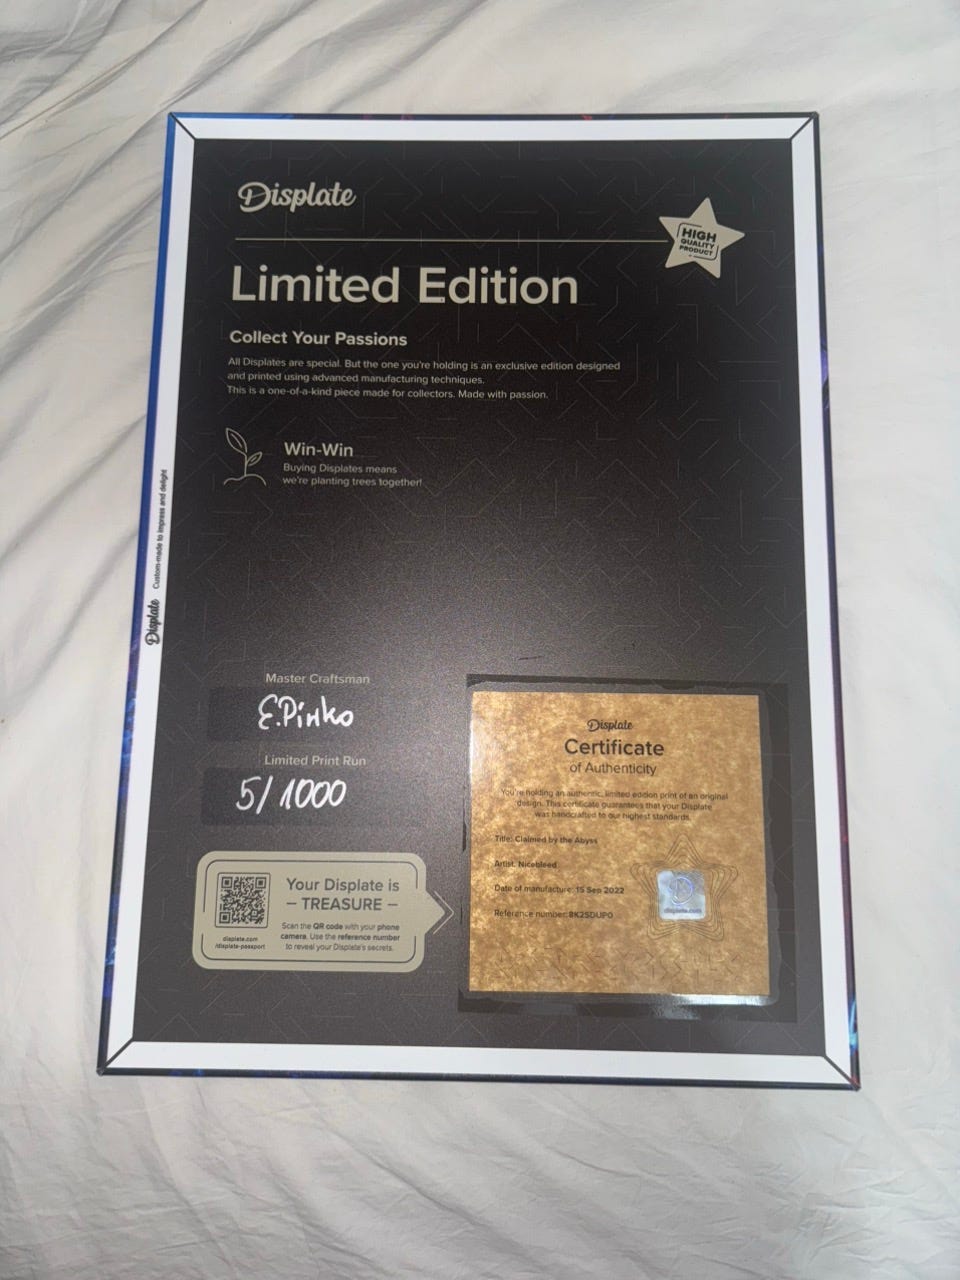 Displate
HIGH
QUALITY
PRODUCT
Limited Edition
Collect Your Passions
All Displates are special. But the one you're holding is an exclusive edition designed
and printed using advanced manufacturing techniques.
This is a one-of-a-kind piece made for collectors. Made with passion.
Win-Win
Buying Displates means
we're planting trees together!
Displate Custom-made to impress and delight
Master Craftsman
E.Pinko
Limited Print Run
5/1000
Your Displate is
– TREASURE –
Scan the QR code with your phone
camera. Use the reference number
to reveal your Displate's secrets.
displate.com
/displate-passport
Displate
Certificate
of Authenticity
You're holding an authentic, limited edition print of an original
design. This certificate guarantees that your Displate
was handcrafted to our highest standards.
Title: Claimed by the Abyss
Artist: Nicebleed
Date of manufacture: 15 Sep 2022
Reference number: 8K2SDUP0
displate.com